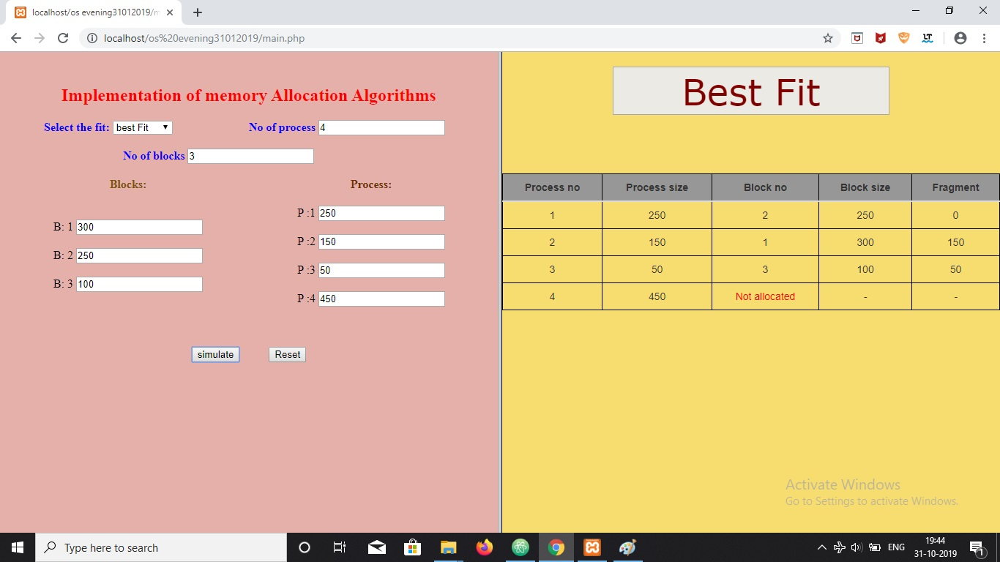 localhost/os evening31012019/m
localhost/os%20evening31012019/main.php
LT
Implementation of memory Allocation Algorithms
Select the fit: best Fit No of process 4
No of blocks 3
Blocks: Process:
P :1 250
B: 1 300
P :2 150
B: 2 250
P :3 50
B: 3 100
P :4 450
simulate Reset
Best Fit
Process no Process size Block no Block size Fragment
1 250 2 250 0
2 150 1 300 150
3 50 3 100 50
4 450 Not allocated - -
Activate Windows
Go to Settings to activate Windows.
Type here to search
ENG
19:44
31-10-2019
1